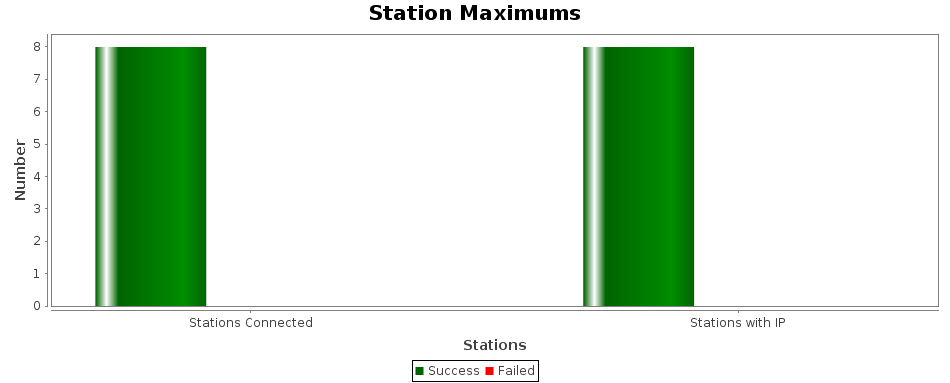 Station Maximums
8
7
6
5
4
3
2
1
0
Number
Stations Connected
Stations with IP
Stations
Success Failed